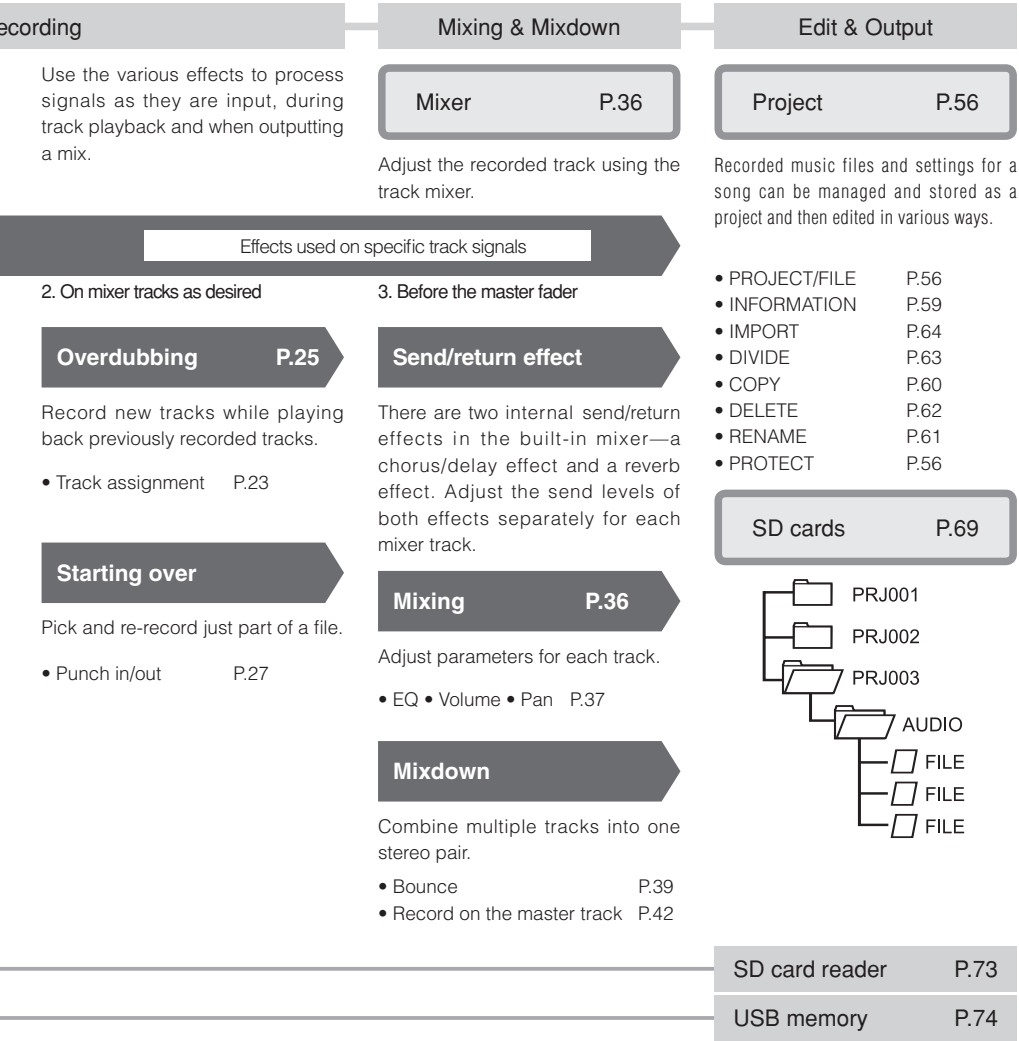 ecording
Mixing & Mixdown
Edit & Output
Use the various effects to process
signals as they are input, during
track playback and when outputting
a mix.
Mixer P.36
Adjust the recorded track using the
track mixer.
Project P.56
Recorded music files and settings for a
song can be managed and stored as a
project and then edited in various ways.
Effects used on specific track signals
2. On mixer tracks as desired
3. Before the master fader
Overdubbing P.25
Record new tracks while playing
back previously recorded tracks.
• Track assignment P.23
Starting over
Pick and re-record just part of a file.
• Punch in/out P.27
Send/return effect
There are two internal send/return
effects in the built-in mixer—a
chorus/delay effect and a reverb
effect. Adjust the send levels of
both effects separately for each
mixer track.
Mixing P.36
Adjust parameters for each track.
• EQ • Volume • Pan P.37
Mixdown
Combine multiple tracks into one
stereo pair.
• Bounce P.39
• Record on the master track P.42
• PROJECT/FILE P.56
• INFORMATION P.59
• IMPORT P.64
• DIVIDE P.63
• COPY P.60
• DELETE P.62
• RENAME P.61
• PROTECT P.56
SD cards P.69
PRJ001
PRJ002
PRJ003
AUDIO
FILE
FILE
FILE
SD card reader P.73
USB memory P.74